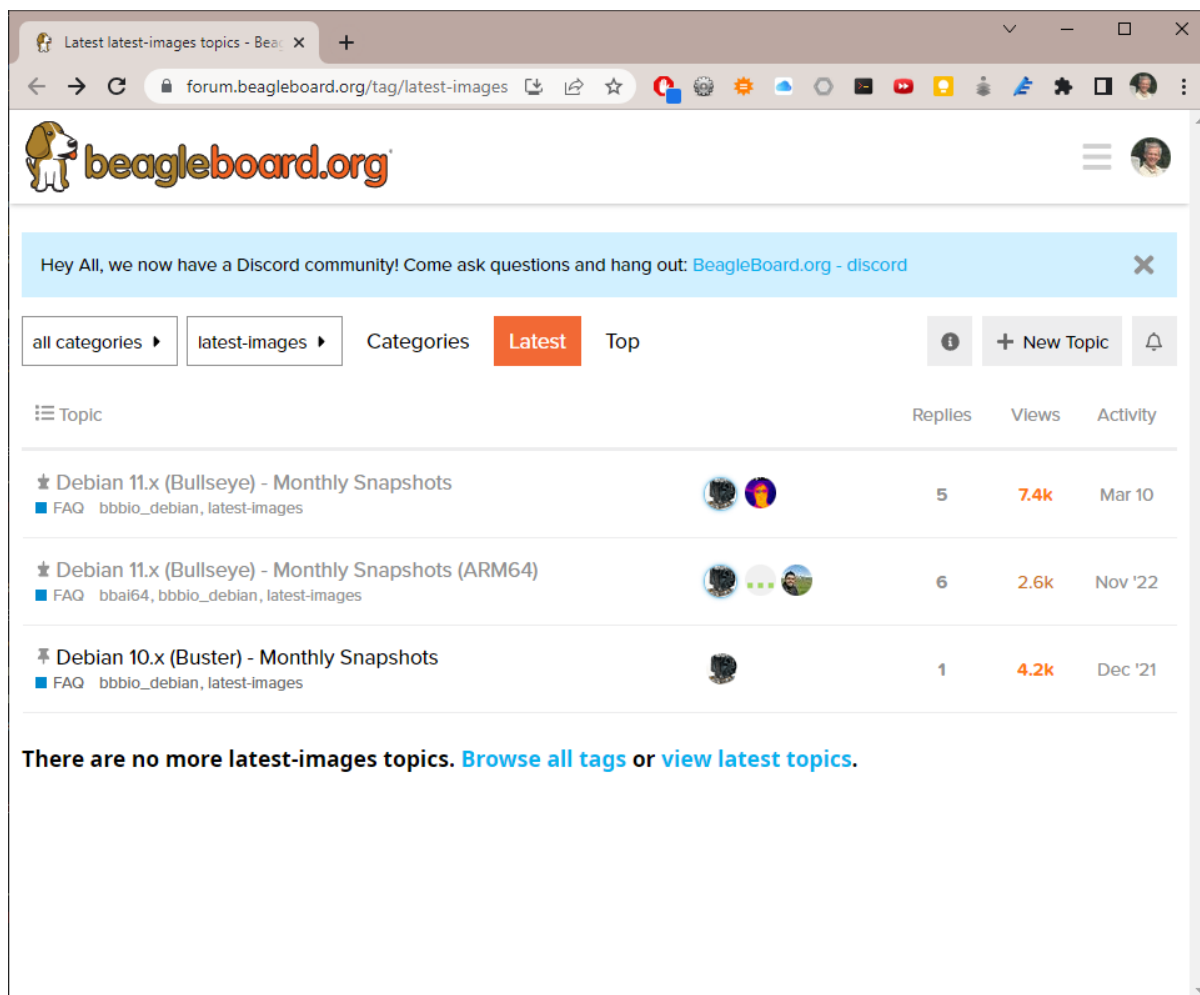 Latest latest-images topics - Beag
forum.beagleboard.org/tag/latest-images
beagleboard.org
Hey All, we now have a Discord community! Come ask questions and hang out: BeagleBoard.org - discord
all categories latest-images Categories Latest Top + New Topic
Topic Replies Views Activity
Debian 11.x (Bullseye) - Monthly Snapshots 5 7.4k Mar 10
FAQ bbbio_debian, latest-images
Debian 11.x (Bullseye) - Monthly Snapshots (ARM64) 6 2.6k Nov '22
FAQ bbai64, bbbio_debian, latest-images
Debian 10.x (Buster) - Monthly Snapshots 1 4.2k Dec '21
FAQ bbbio_debian, latest-images
There are no more latest-images topics. Browse all tags or view latest topics.